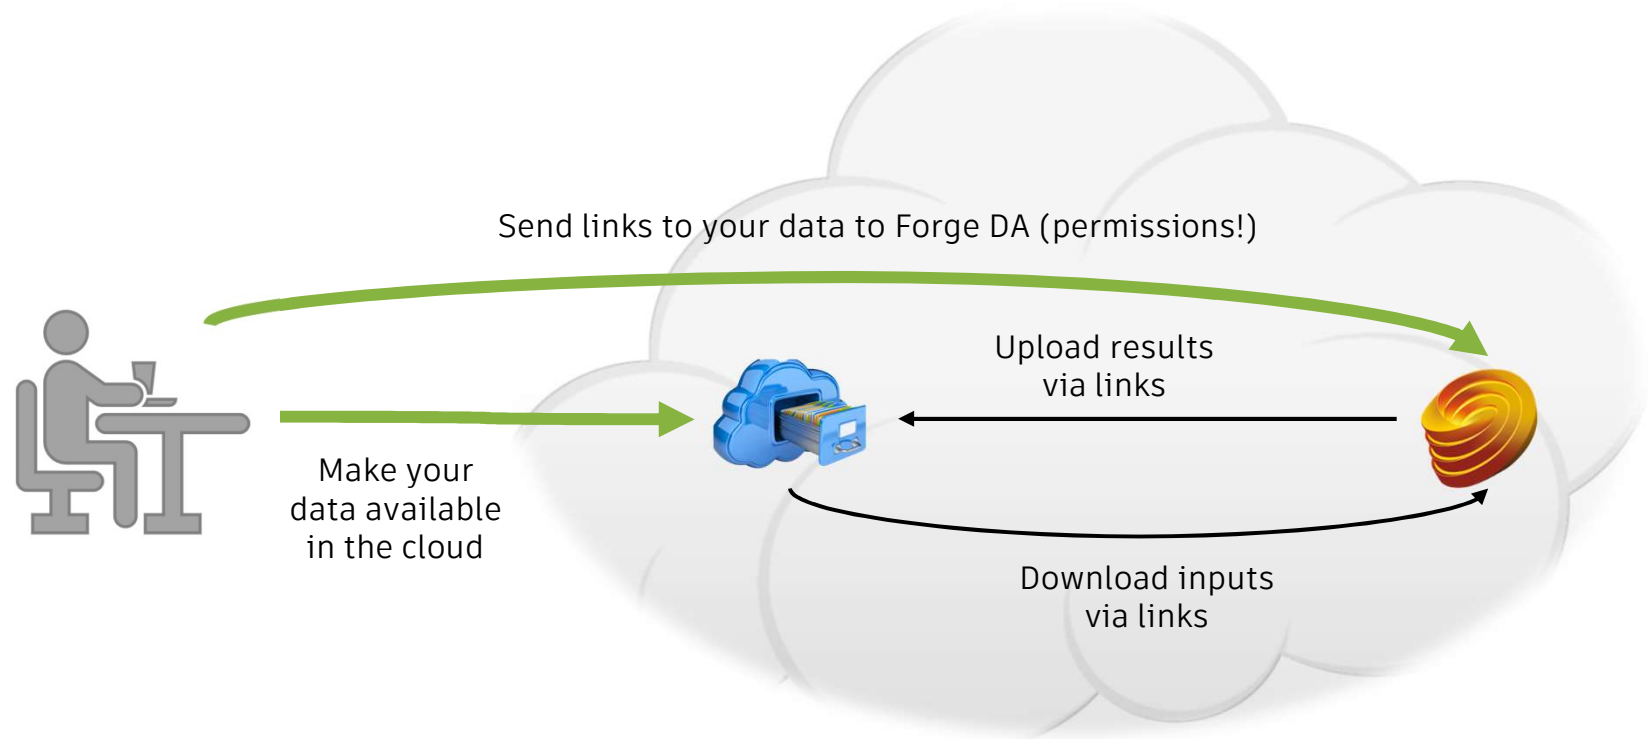 Send links to your data to Forge DA (permissions!)
Upload results
via links
Make your
data available
in the cloud
Download inputs
via links